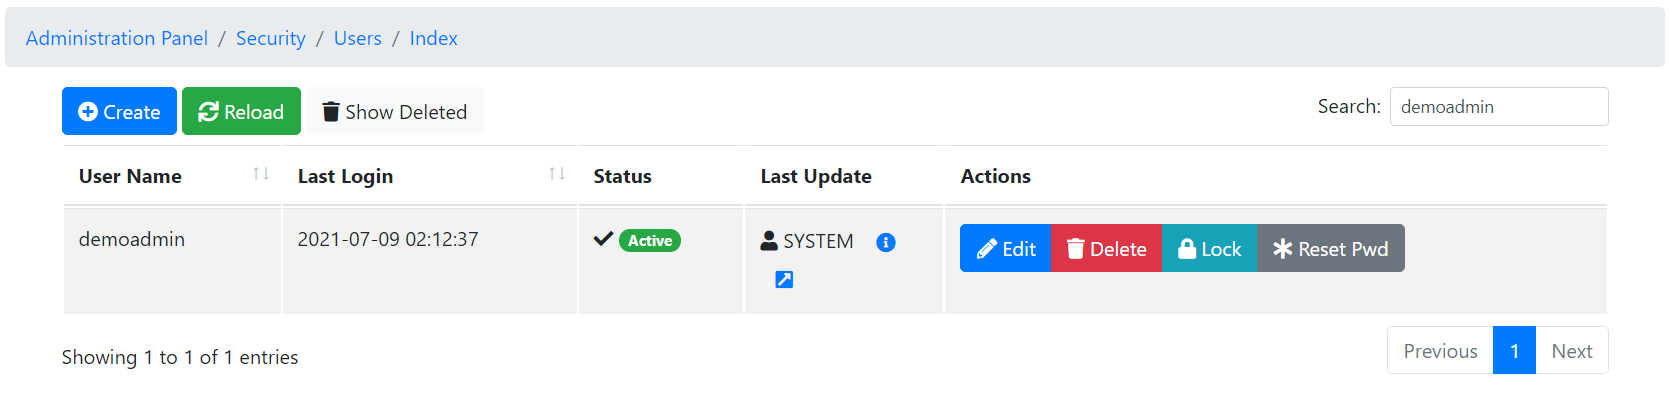 Administration Panel / Security / Users / Index
Create Reload Show Deleted Search: demoadmin
User Name Last Login Status Last Update Actions
demoadmin 2021-07-09 02:12:37 Active SYSTEM Edit Delete Lock Reset Pwd
Showing 1 to 1 of 1 entries Previous 1 Next